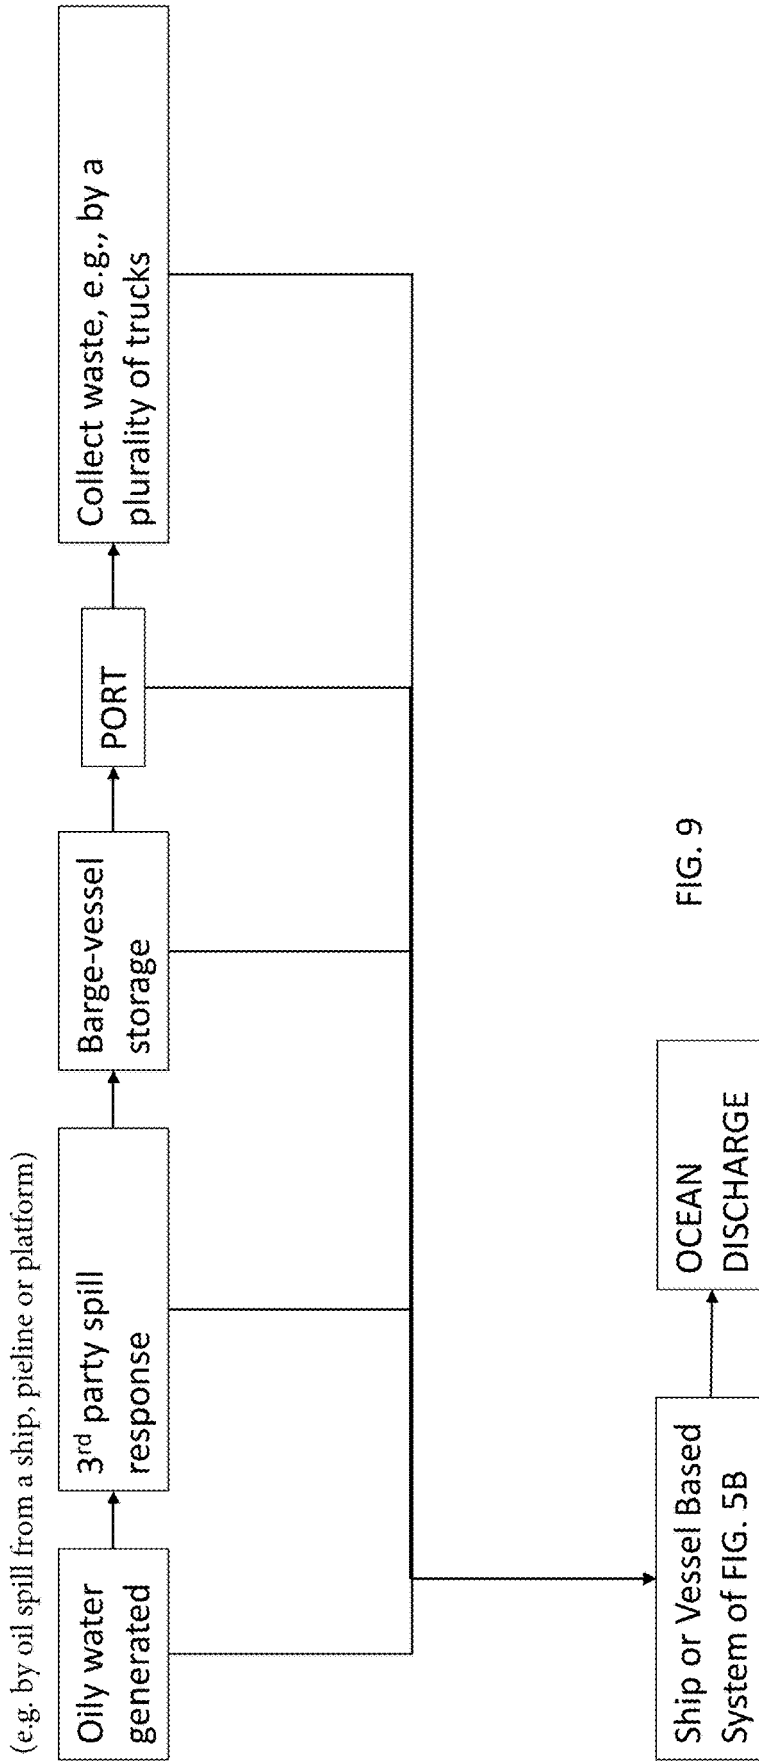 (e.g. by oil spill from a ship, pieline or platform)
Oily water
generated
3rd party spill
response
Barge-vessel
storage
PORT
Collect waste, e.g., by a
plurality of trucks
Ship or Vessel Based
System of FIG. 5B
OCEAN
DISCHARGE
FIG. 9